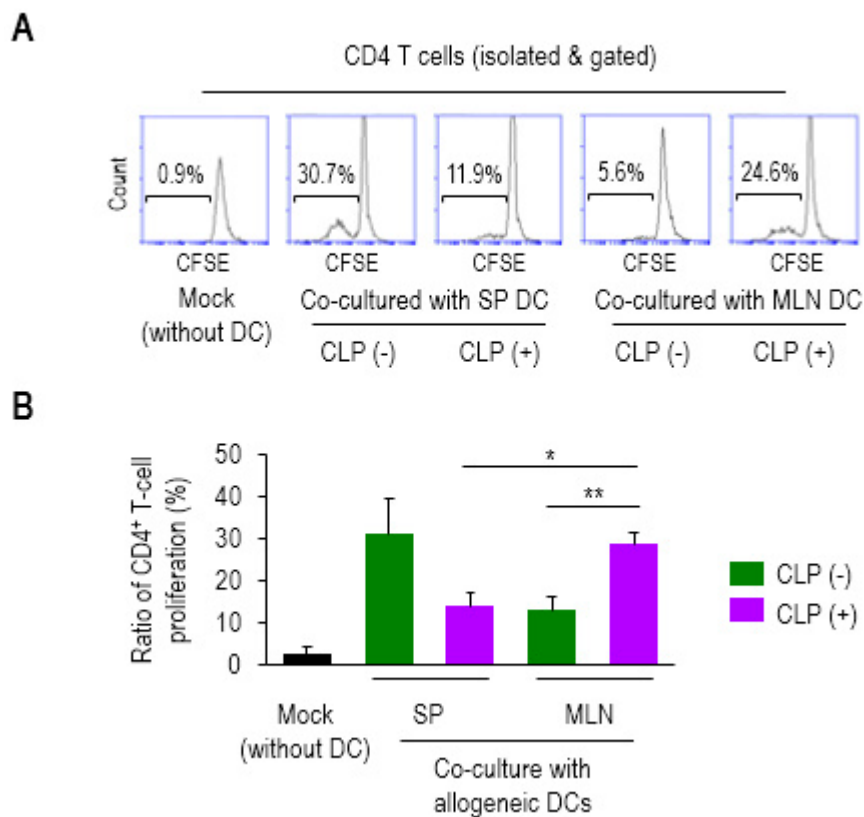 A
CD4 T cells (isolated & gated)
0.9%
30.7%
11.9%
5.6%
24.6%
Count
CFSE
CFSE
CFSE
CFSE
CFSE
Mock
(without DC)
Co-cultured with SP DC
Co-cultured with MLN DC
CLP (-)
CLP (+)
CLP (-)
CLP (+)
B
Ratio of CD4⁺ T-cell
proliferation (%)
50
40
30
20
10
0
*
**
CLP (-)
CLP (+)
Mock
(without DC)
SP
MLN
Co-culture with
allogeneic DCs